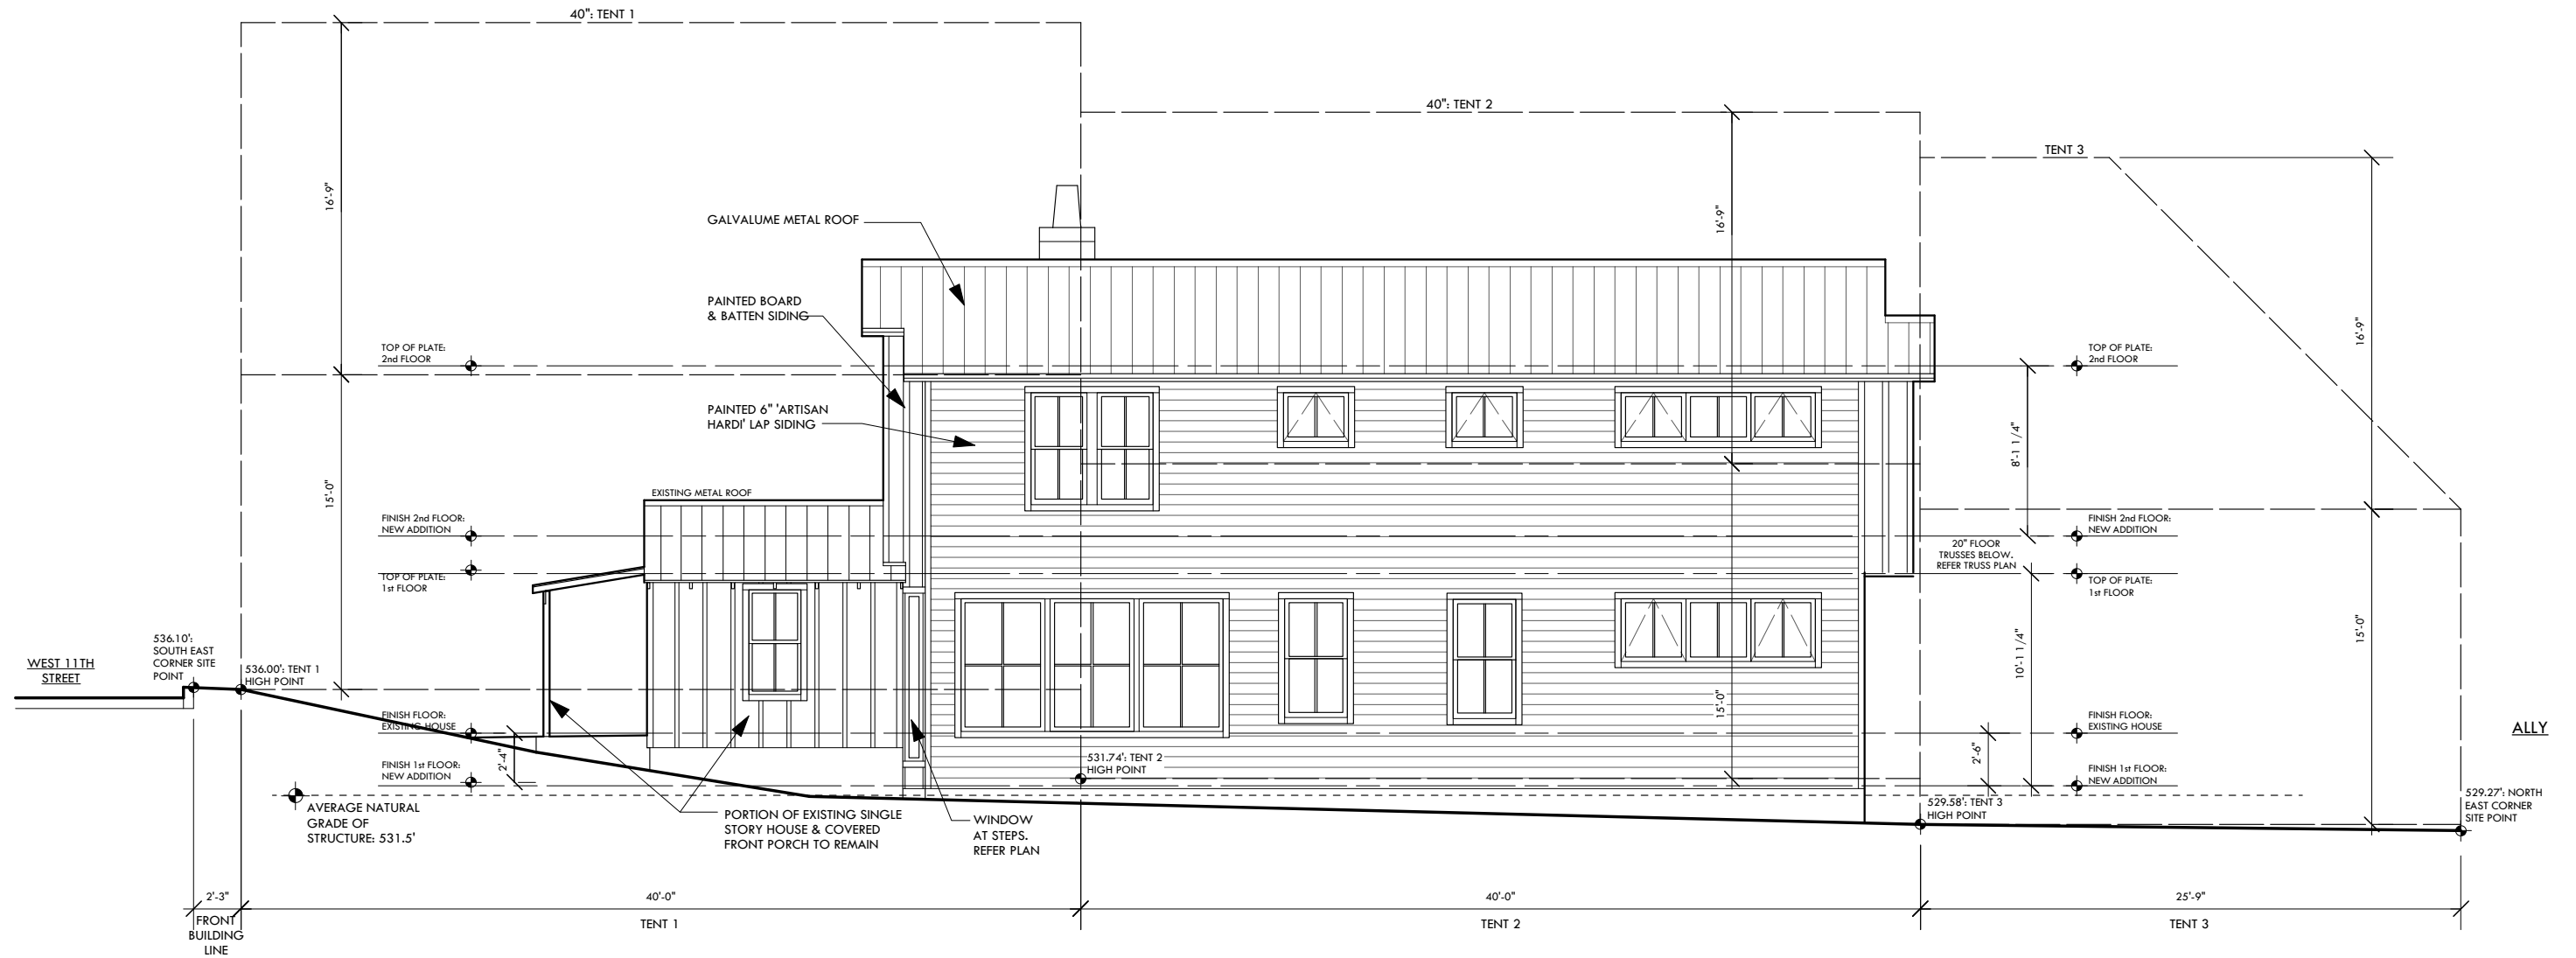 40": TENT 1
40": TENT 2
TENT 3
16'-9"
16'-9"
16'-9"
GALVALUME METAL ROOF
PAINTED BOARD
& BATTEN SIDING
TOP OF PLATE:
2nd FLOOR
TOP OF PLATE:
2nd FLOOR
PAINTED 6" 'ARTISAN
HARDI' LAP SIDING
8'-1 1/4"
15'-0"
EXISTING METAL ROOF
FINISH 2nd FLOOR:
NEW ADDITION
FINISH 2nd FLOOR:
NEW ADDITION
20" FLOOR
TRUSSES BELOW.
REFER TRUSS PLAN
TOP OF PLATE:
1st FLOOR
TOP OF PLATE:
1st FLOOR
WEST 11TH
STREET
536.10':
SOUTH EAST
CORNER SITE
POINT
536.00': TENT 1
HIGH POINT
15'-0"
10'-1 1/4"
15'-0"
FINISH FLOOR:
EXISTING HOUSE
FINISH FLOOR:
EXISTING HOUSE
ALLY
2'-4"
2'-6"
531.74': TENT 2
HIGH POINT
FINISH 1st FLOOR:
NEW ADDITION
FINISH 1st FLOOR:
NEW ADDITION
AVERAGE NATURAL
GRADE OF
STRUCTURE: 531.5'
PORTION OF EXISTING SINGLE
STORY HOUSE & COVERED
FRONT PORCH TO REMAIN
WINDOW
AT STEPS.
REFER PLAN
529.58': TENT 3
HIGH POINT
529.27': NORTH
EAST CORNER
SITE POINT
2'-3"
40'-0"
40'-0"
25'-9"
FRONT
BUILDING
LINE
TENT 1
TENT 2
TENT 3